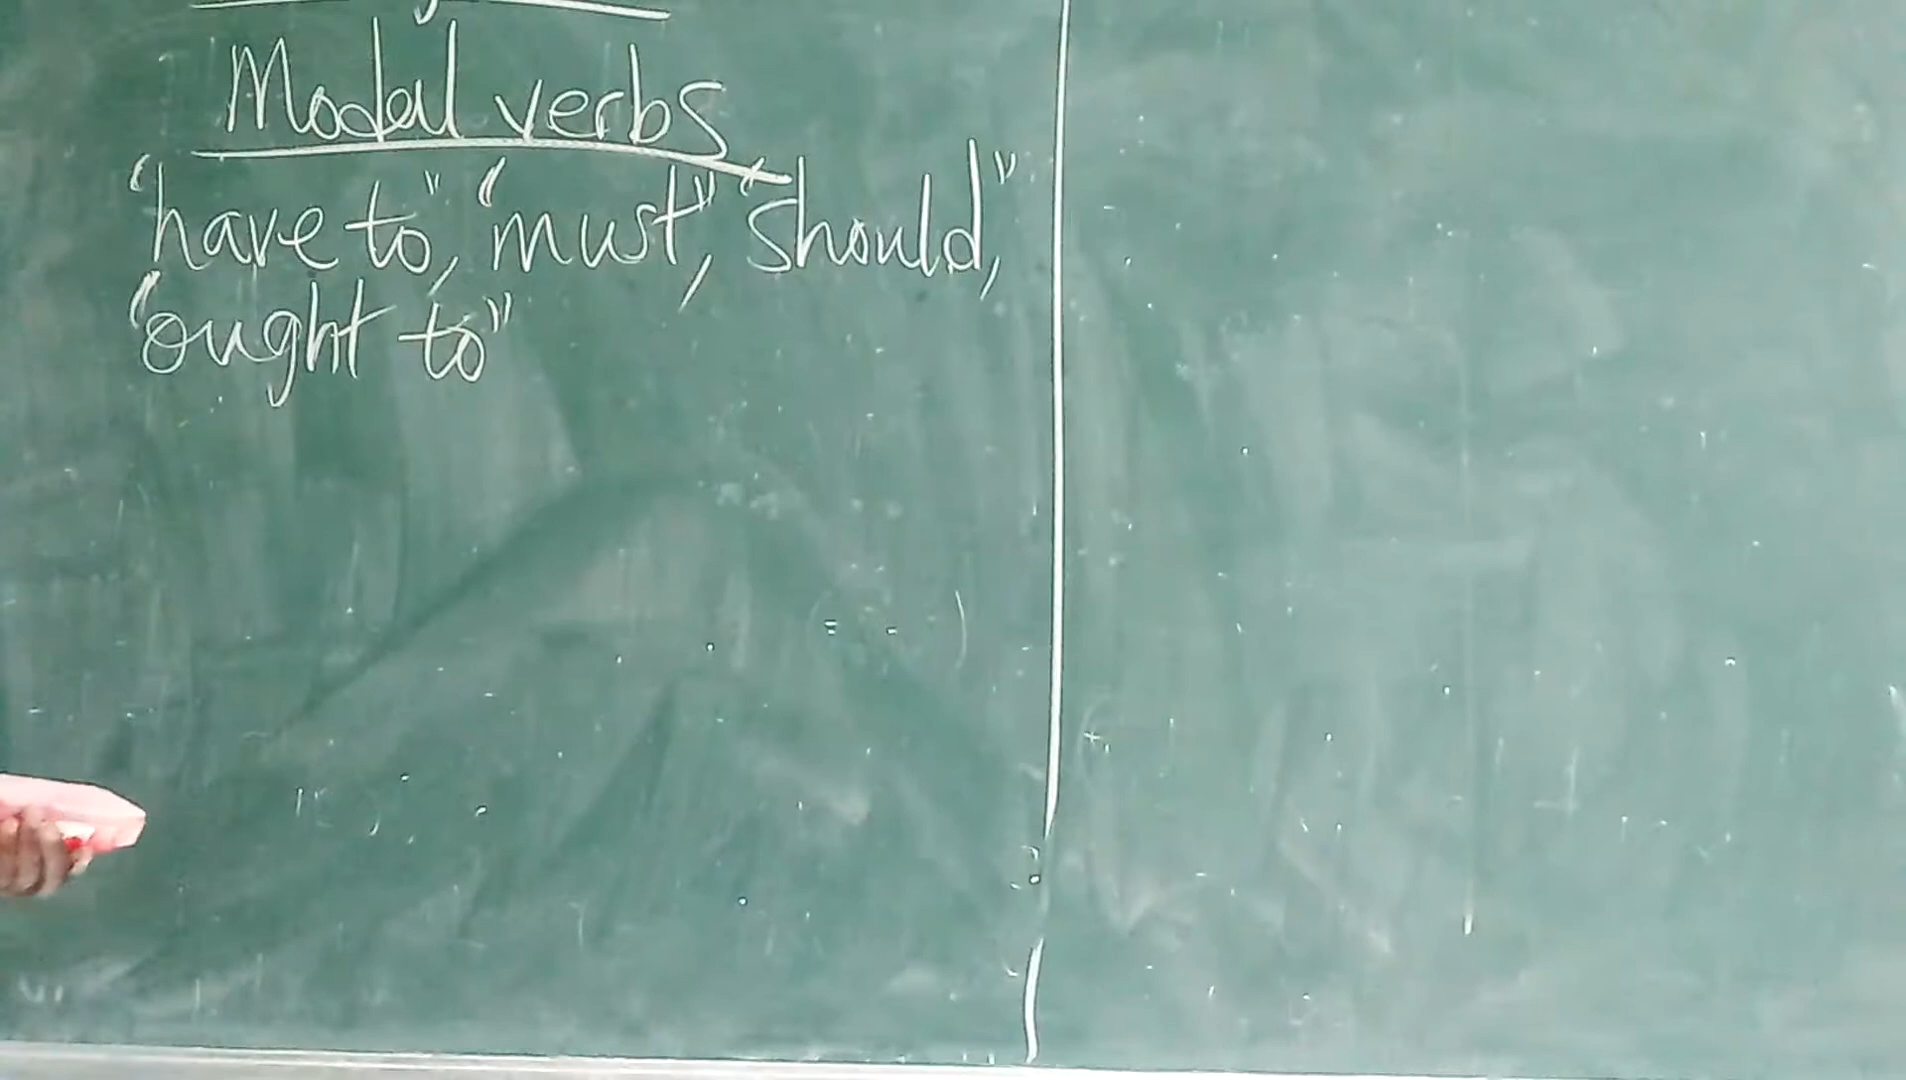 Modal verbs
"have to", "must", "should,"
"ought to"